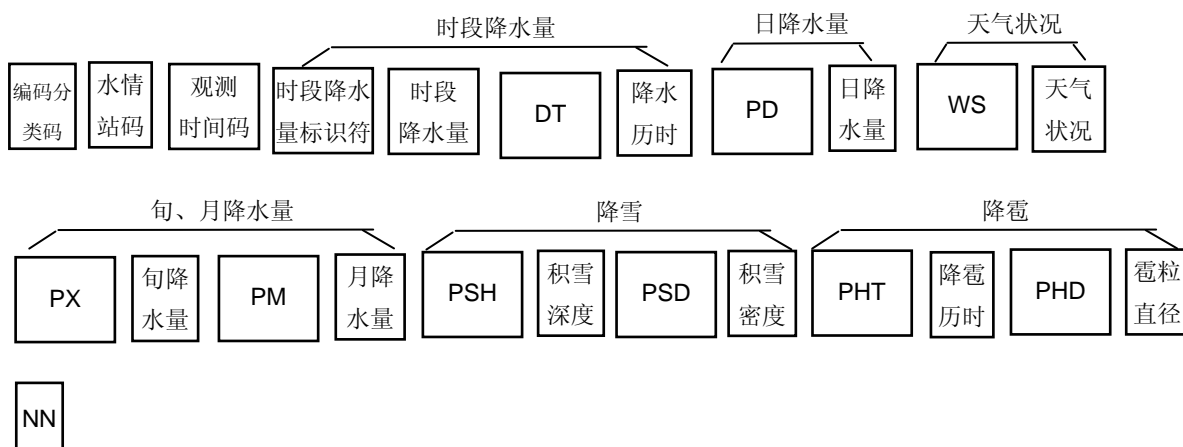 时段降水量 日降水量 天气状况
编码分类码 水情站码 观测时间码 时段降水量标识符 时段降水量 DT 降水历时 PD 日降水量 WS 天气状况
旬、月降水量 降雪 降雹
PX 旬降水量 PM 月降水量 PSH 积雪深度 PSD 积雪密度 PHT 降雹历时 PHD 雹粒直径
NN